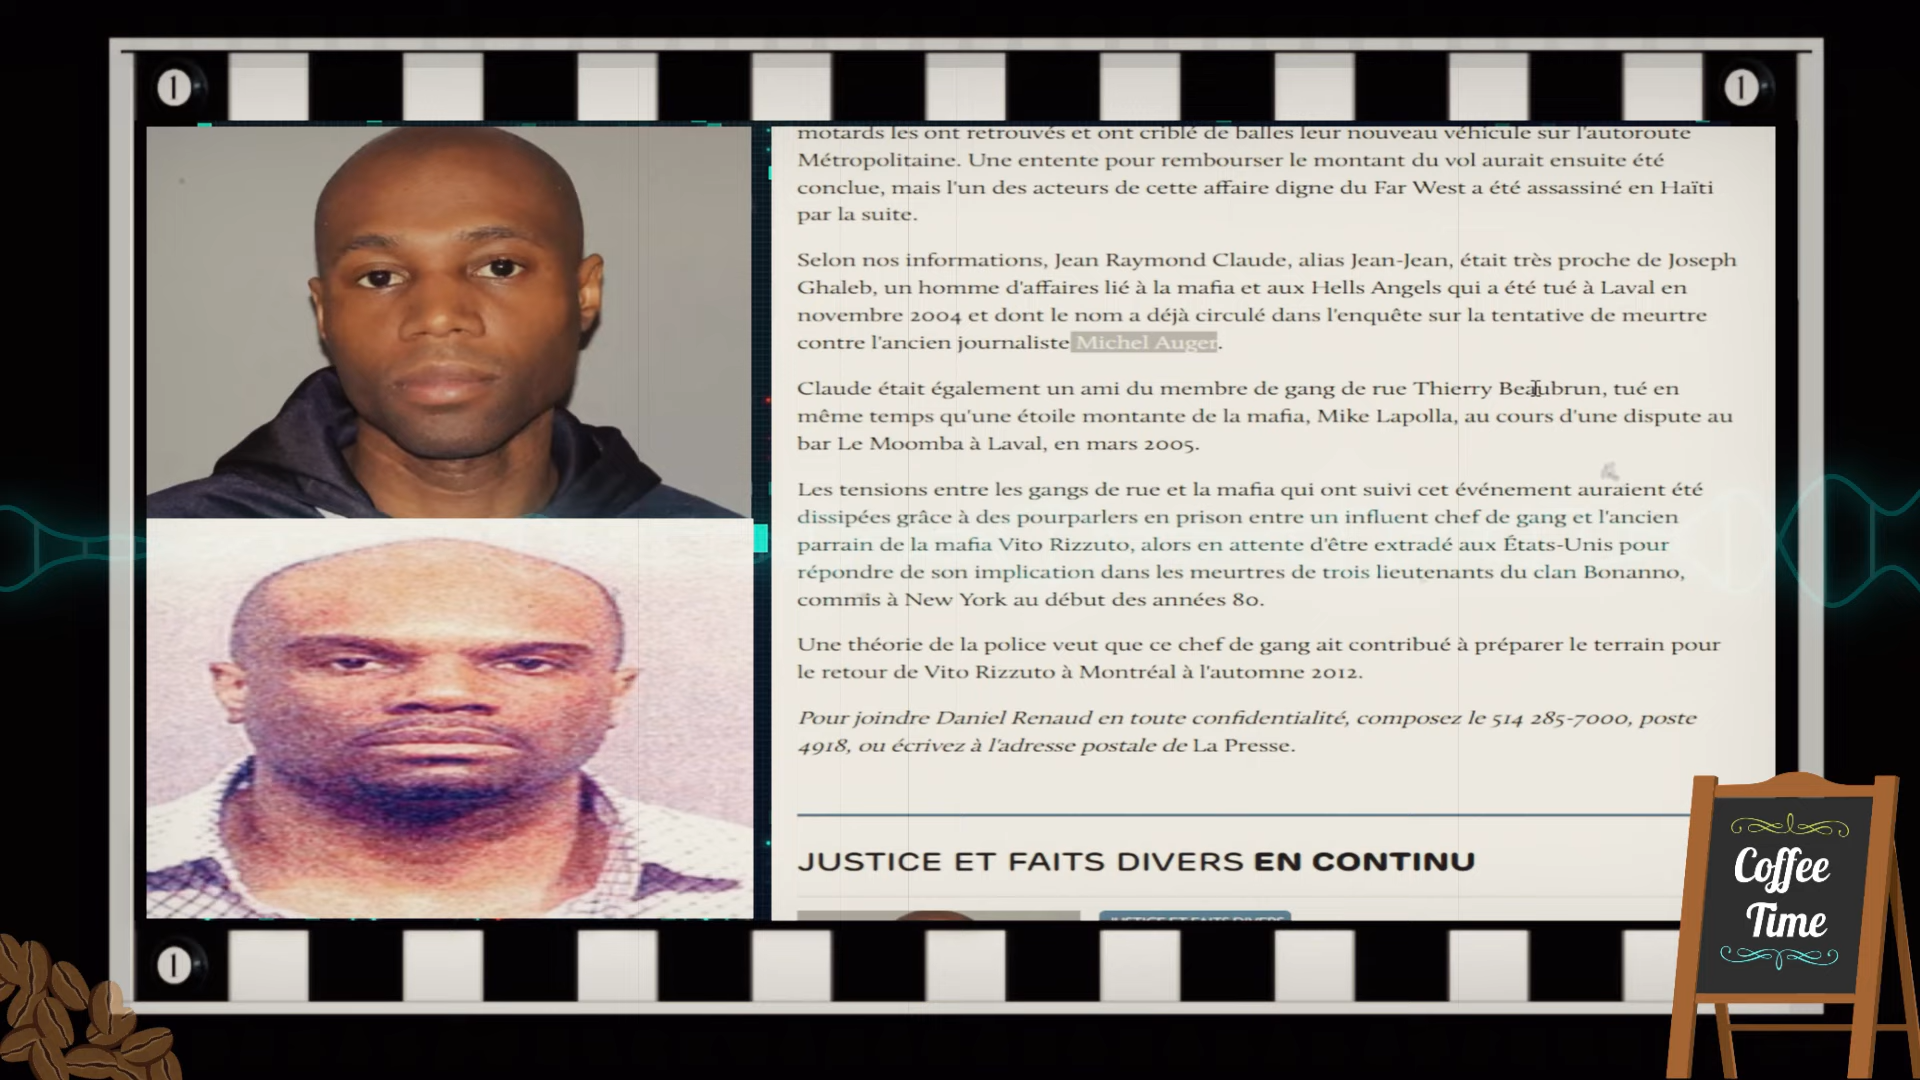 motards les ont retrouvés et ont criblé de balles leur nouveau véhicule sur l'autoroute
Métropolitaine. Une entente pour rembourser le montant du vol aurait ensuite été
conclue, mais l'un des acteurs de cette affaire digne du Far West a été assassiné en Haïti
par la suite.
Selon nos informations, Jean Raymond Claude, alias Jean-Jean, était très proche de Joseph
Ghaleb, un homme d'affaires lié à la mafia et aux Hells Angels qui a été tué à Laval en
novembre 2004 et dont le nom a déjà circulé dans l'enquête sur la tentative de meurtre
contre l'ancien journaliste Michel Auger.
Claude était également un ami du membre de gang de rue Thierry Beaubrun, tué en
même temps qu'une étoile montante de la mafia, Mike Lapolla, au cours d'une dispute au
bar Le Moomba à Laval, en mars 2005.
Les tensions entre les gangs de rue et la mafia qui ont suivi cet événement auraient été
dissipées grâce à des pourparlers en prison entre un influent chef de gang et l'ancien
parrain de la mafia Vito Rizzuto, alors en attente d'être extradé aux États-Unis pour
répondre de son implication dans les meurtres de trois lieutenants du clan Bonanno,
commis à New York au début des années 80.
Une théorie de la police veut que ce chef de gang ait contribué à préparer le terrain pour
le retour de Vito Rizzuto à Montréal à l'automne 2012.
Pour joindre Daniel Renaud en toute confidentialité, composez le 514 285-7000, poste
4918, ou écrivez à l'adresse postale de La Presse.
JUSTICE ET FAITS DIVERS EN CONTINU
JUSTICE ET FAITS DIVERS
Coffee
Time
1
1
1